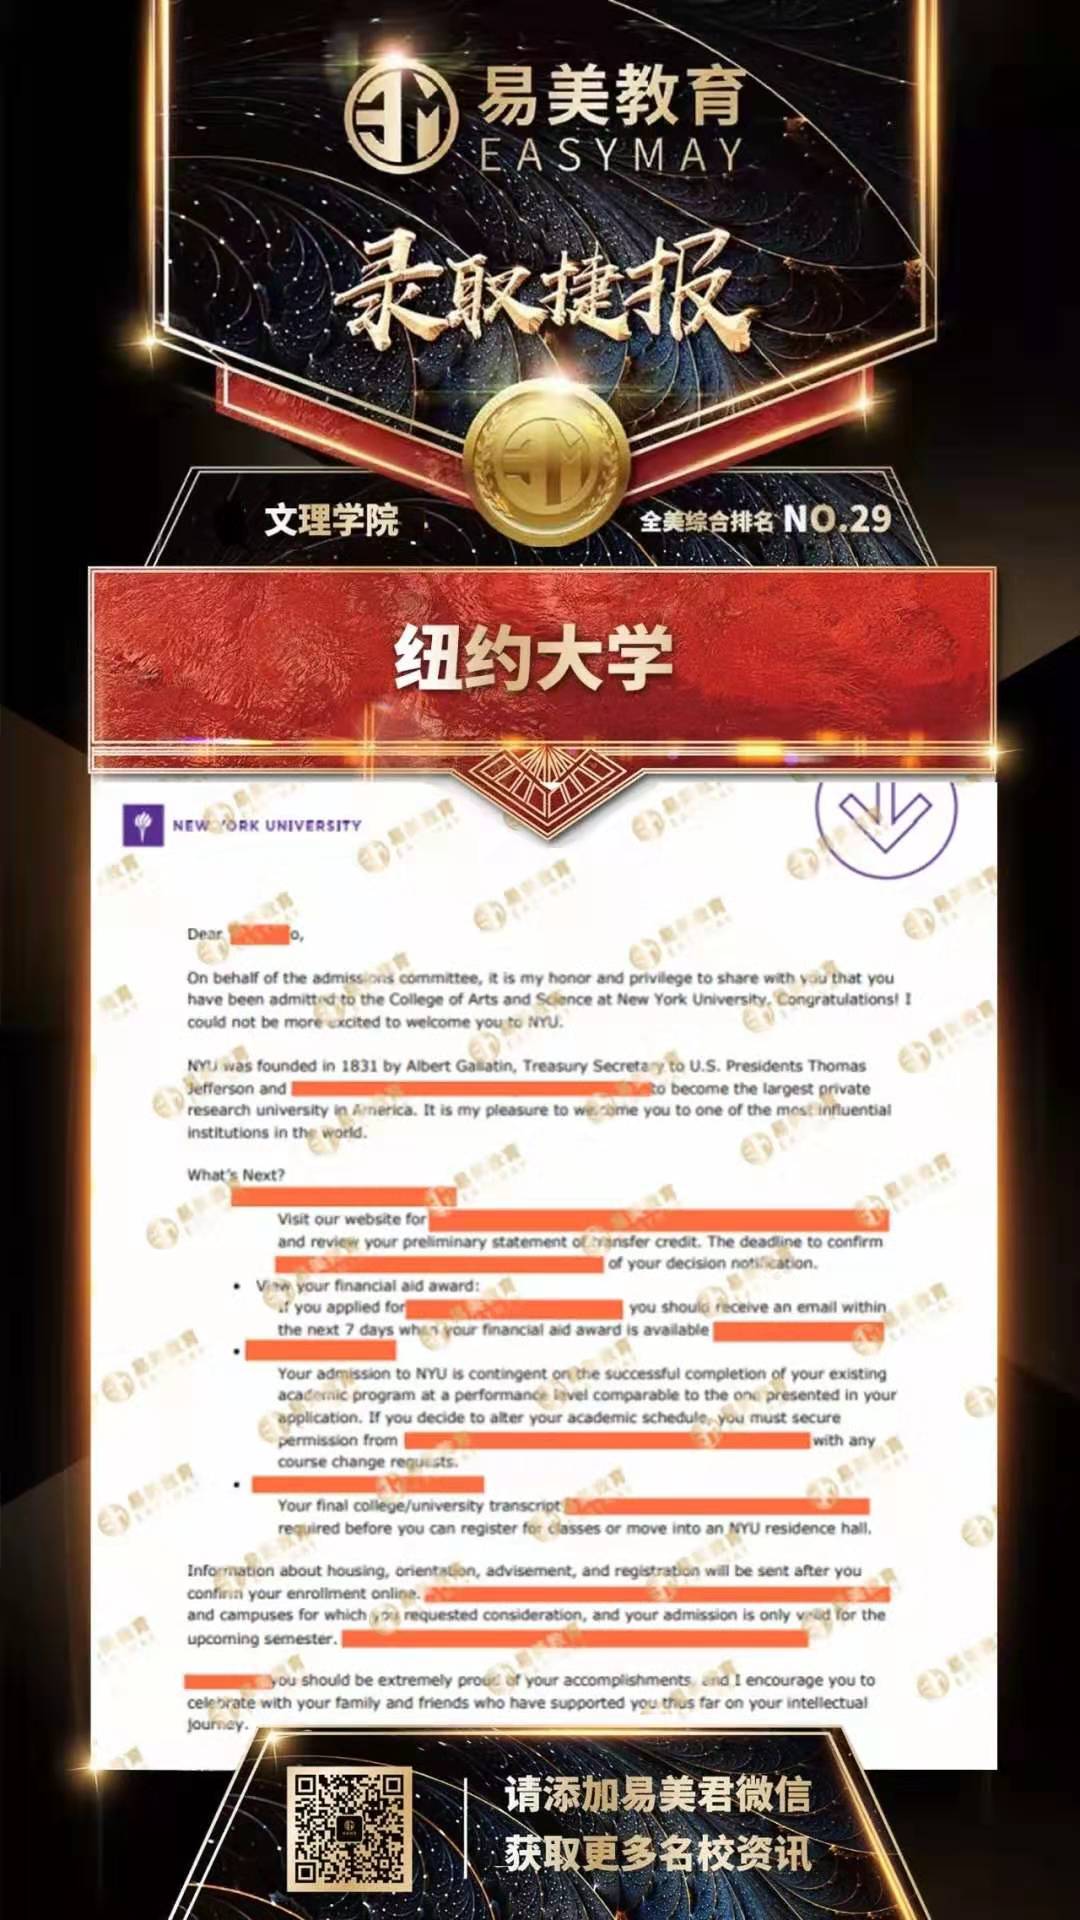 易美教育
EASYMAY
录取捷报
文理学院
全美综合排名 NO.29
纽约大学
NEW YORK UNIVERSITY
Dear o,
On behalf of the admissions committee, it is my honor and privilege to share with you that you
have been admitted to the College of Arts and Science at New York University. Congratulations! I
could not be more excited to welcome you to NYU.
NYU was founded in 1831 by Albert Gallatin, Treasury Secretary to U.S. Presidents Thomas
Jefferson and to become the largest private
research university in America. It is my pleasure to welcome you to one of the most influential
institutions in the world.
What's Next?
Visit our website for
and review your preliminary statement of transfer credit. The deadline to confirm
of your decision notification.
• View your financial aid award:
If you applied for you should receive an email within
the next 7 days when your financial aid award is available
•
Your admission to NYU is contingent on the successful completion of your existing
academic program at a performance level comparable to the one presented in your
application. If you decide to alter your academic schedule, you must secure
permission from with any
course change requests.
•
Your final college/university transcript
required before you can register for classes or move into an NYU residence hall.
Information about housing, orientation, advisement, and registration will be sent after you
confirm your enrollment online.
and campuses for which you requested consideration, and your admission is only valid for the
upcoming semester.
you should be extremely proud of your accomplishments, and I encourage you to
celebrate with your family and friends who have supported you thus far on your intellectual
journey.
请添加易美君微信
获取更多名校资讯